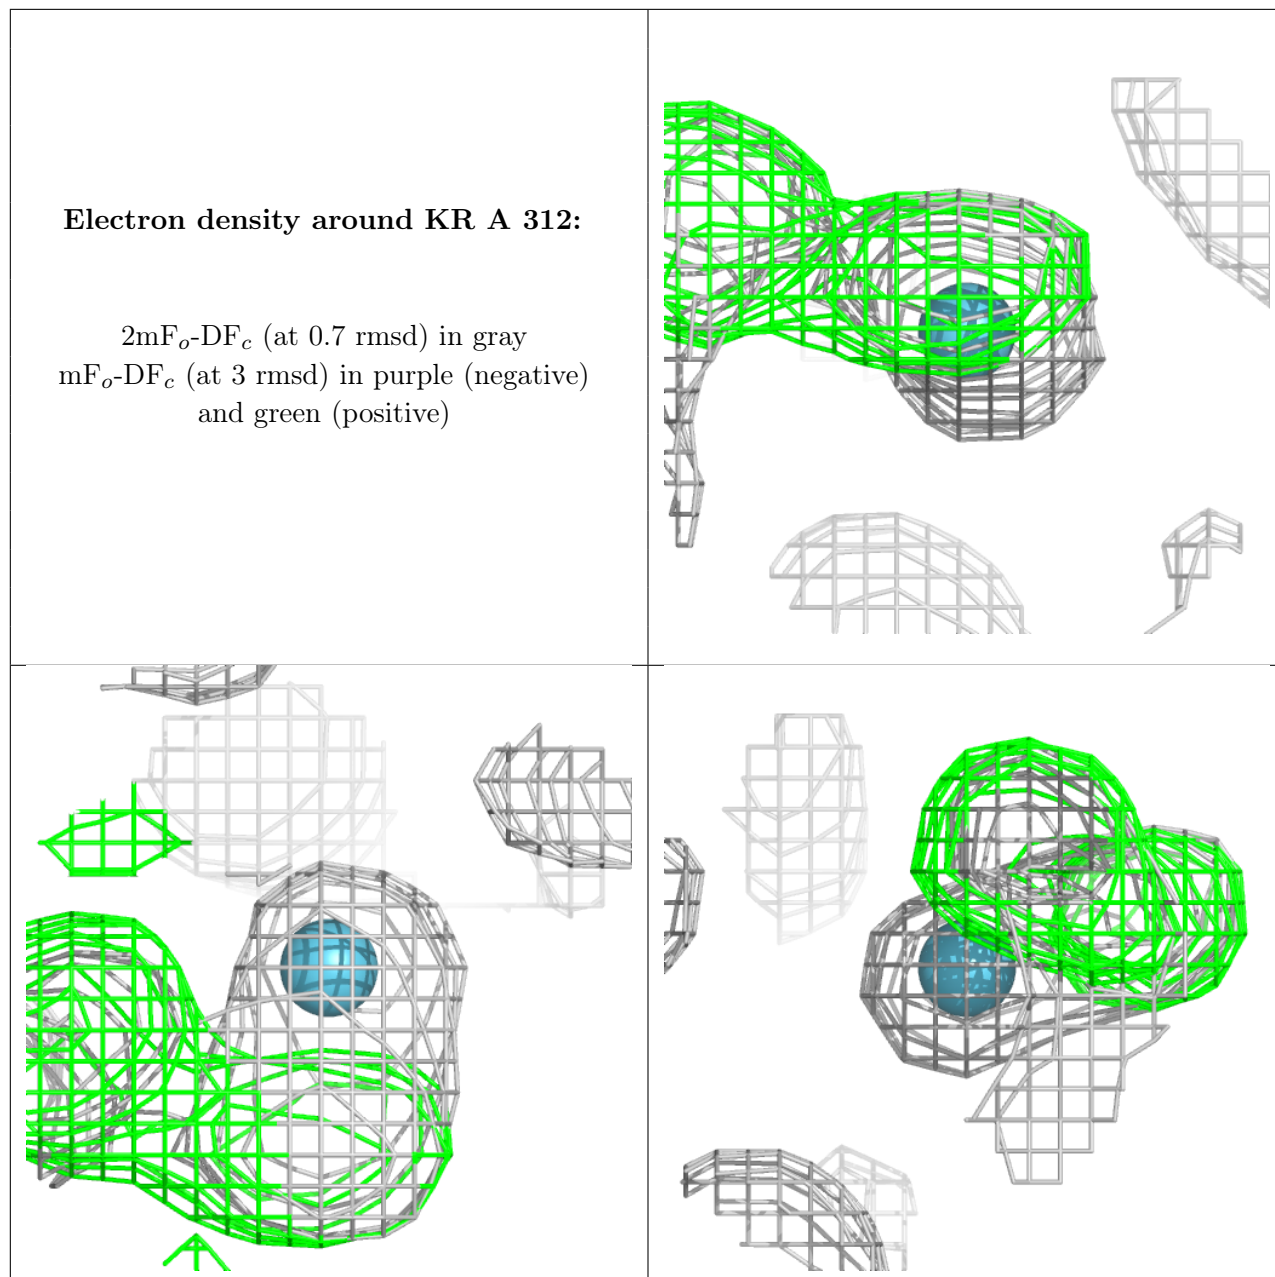 Electron density around KR A 312:
2mFo-DFc (at 0.7 rmsd) in gray
mFo-DFc (at 3 rmsd) in purple (negative)
and green (positive)